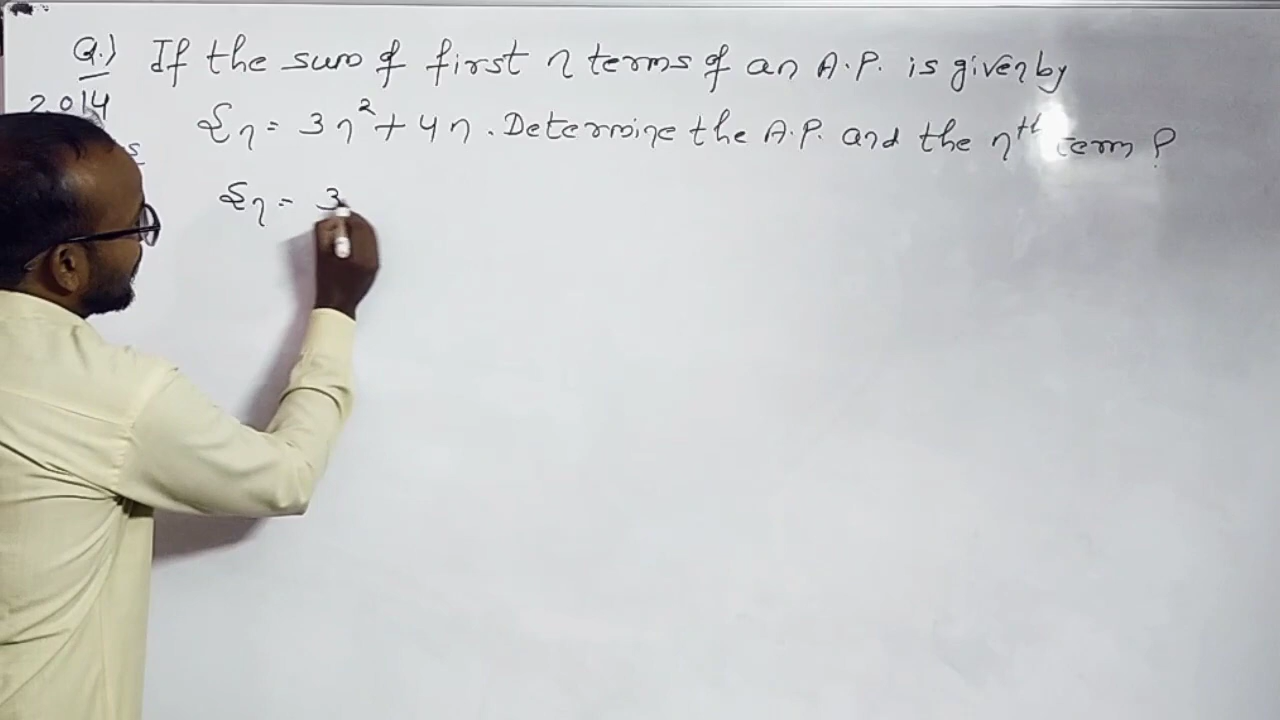 Q.) If the sum of first n terms of an A.P. is given by
2014
Sn = 3n² + 4n. Determine the A.P. and the nth term ?
Sn = 3